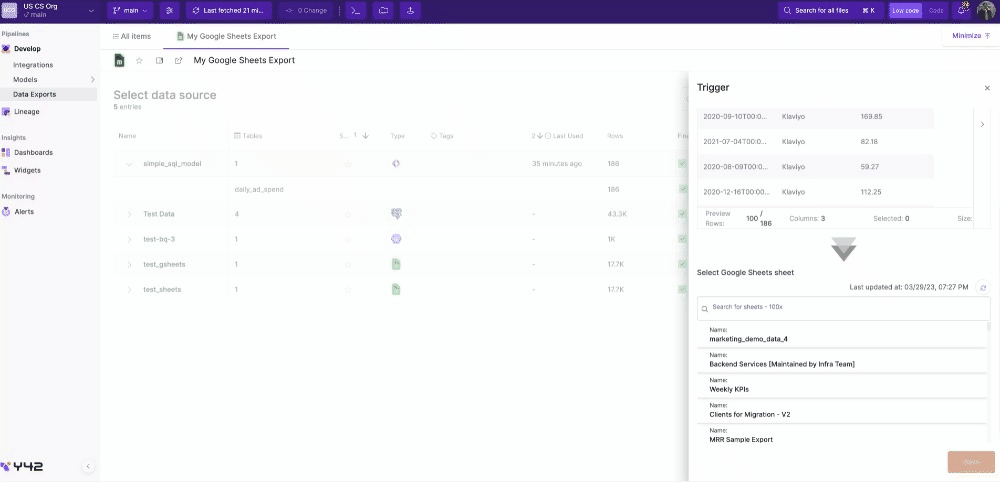 US CS Org
main
main
Last fetched 21 mi...
0 Change
Search for all files
⌘ K
Low code
Code
Pipelines
Develop
Integrations
Models
Data Exports
Lineage
Insights
Dashboards
Widgets
Monitoring
Alerts
Y42
All items
My Google Sheets Export
Minimize
My Google Sheets Export
Select data source
5 entries
Name Tables S... 1 Type Tags 2 Last Used Rows
simple_sql_model 1 35 minutes ago 186
daily_ad_spend 186
Test Data 4 - 43.3K
test-bq-3 1 - 1K
test_gsheets 1 - 17.7K
test_sheets 1 - 17.7K
Trigger
2020-09-10T00:0... Klaviyo 169.85
2021-07-04T00:0... Klaviyo 82.18
2020-08-09T00:0... Klaviyo 59.27
2020-12-16T00:00... Klaviyo 112.25
Preview Rows: 100 / 186 Columns: 3 Selected: 0 Size:
Select Google Sheets sheet
Last updated at: 03/29/23, 07:27 PM
Search for sheets - 100x
Name:
marketing_demo_data_4
Name:
Backend Services [Maintained by Infra Team]
Name:
Weekly KPIs
Name:
Clients for Migration - V2
Name:
MRR Sample Export